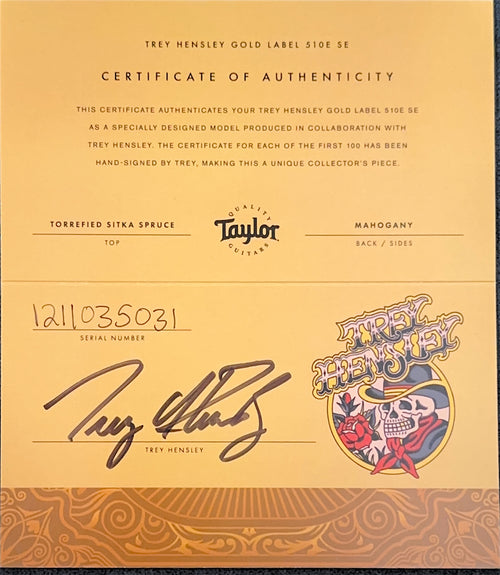 TREY HENSLEY GOLD LABEL 510E SE
CERTIFICATE OF AUTHENTICITY
THIS CERTIFICATE AUTHENTICATES YOUR TREY HENSLEY GOLD LABEL 510E SE
AS A SPECIALLY DESIGNED MODEL PRODUCED IN COLLABORATION WITH
TREY HENSLEY. THE CERTIFICATE FOR EACH OF THE FIRST 100 HAS BEEN
HAND-SIGNED BY TREY, MAKING THIS A UNIQUE COLLECTOR'S PIECE.
TORREFIED SITKA SPRUCE
TOP
QUALITY
Taylor
GUITARS
MAHOGANY
BACK / SIDES
1211035031
SERIAL NUMBER
Trey Hensley
TREY HENSLEY
TREY
HENSLEY